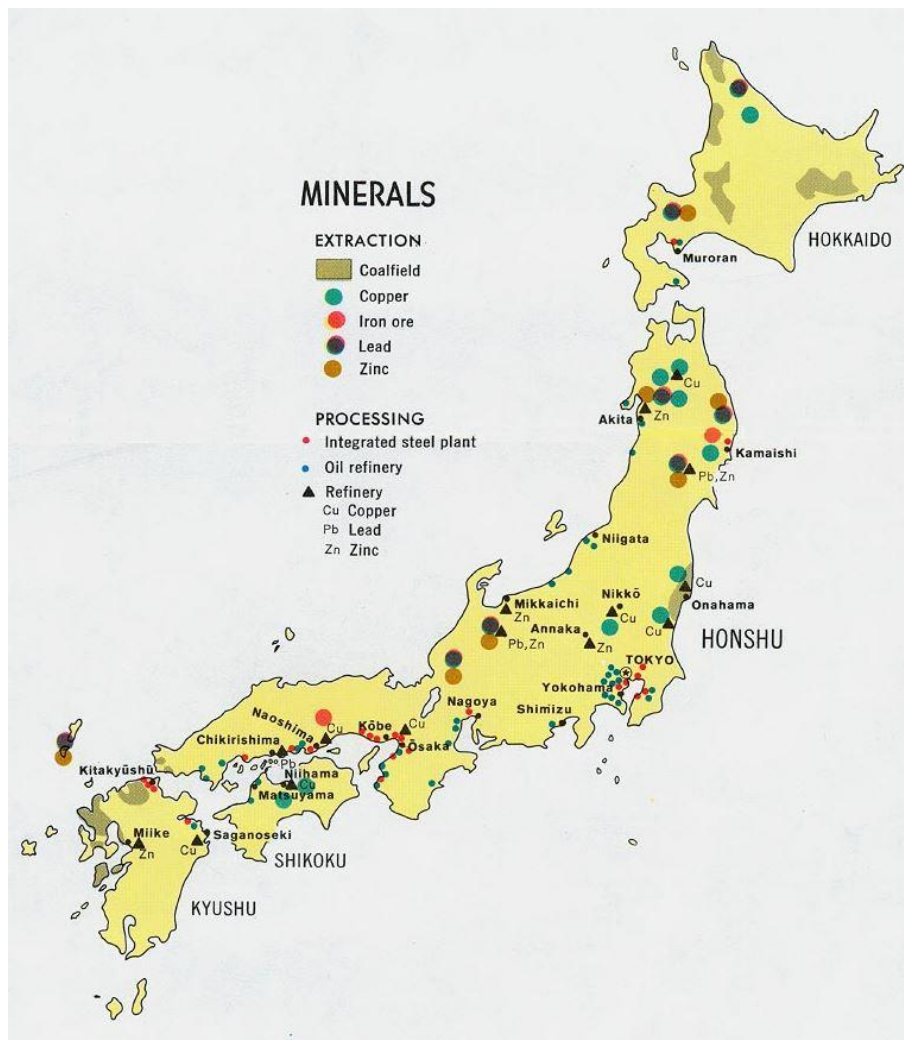 MINERALS
EXTRACTION
Coalfield
Copper
Iron ore
Lead
Zinc
PROCESSING
Integrated steel plant
Oil refinery
Refinery
Cu Copper
Pb Lead
Zn Zinc
HOKKAIDO
Muroran
Cu
Zn
Akita
Kamaishi
Pb,Zn
Niigata
Cu
Onahama
Mikkaichi
Nikkō
Zn
Cu
Annaka
Cu
HONSHU
Pb,Zn
Zn
TOKYO
Yokohama
Nagoya
Shimizu
Naoshima
Kōbe
Cu
Cu
Chikirishima
Ōsaka
Pb
Kitakyūshū
Niihama
Cu
Matsuyama
Miike
Saganoseki
Zn
Cu
SHIKOKU
KYUSHU